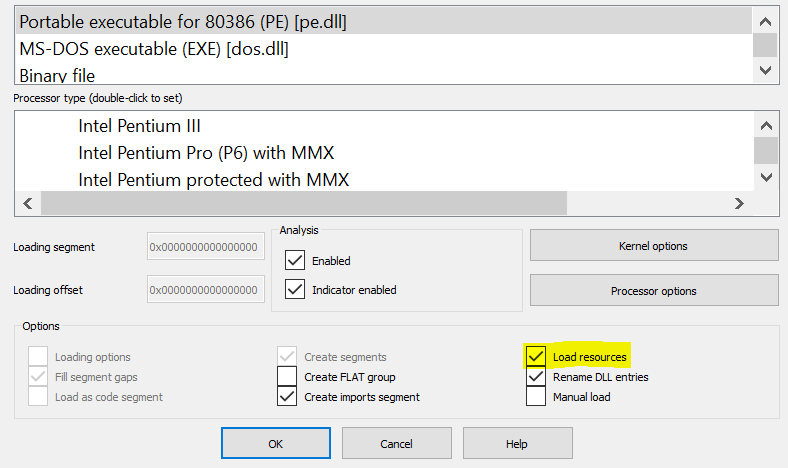 Portable executable for 80386 (PE) [pe.dll]
MS-DOS executable (EXE) [dos.dll]
Binary file
Processor type (double-click to set)
Intel Pentium III
Intel Pentium Pro (P6) with MMX
Intel Pentium protected with MMX
Loading segment 0x0000000000000000
Loading offset 0x0000000000000000
Analysis
Enabled
Indicator enabled
Kernel options
Processor options
Options
Loading options Create segments Load resources
Fill segment gaps Create FLAT group Rename DLL entries
Load as code segment Create imports segment Manual load
OK Cancel Help